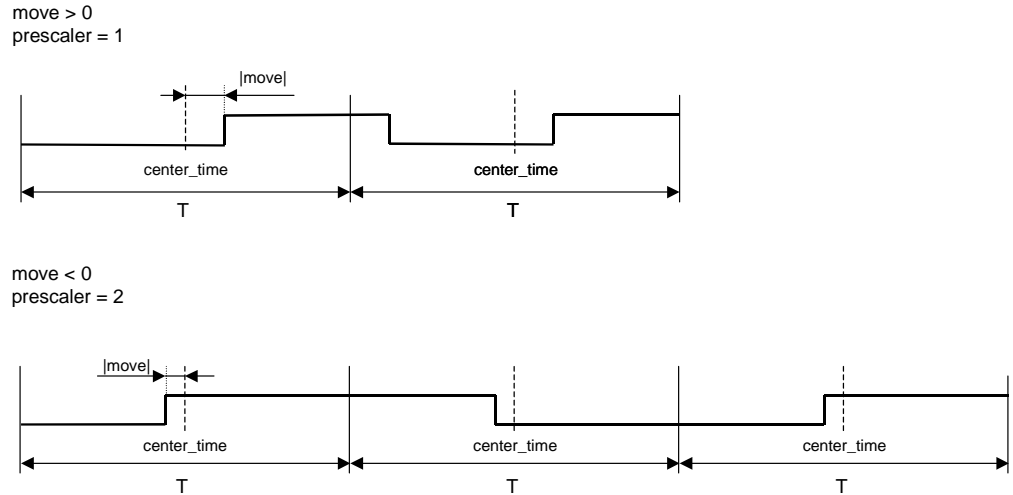 move > 0
prescaler = 1
|move|
center_time center_time
T T
move < 0
prescaler = 2
|move|
center_time center_time center_time
T T T